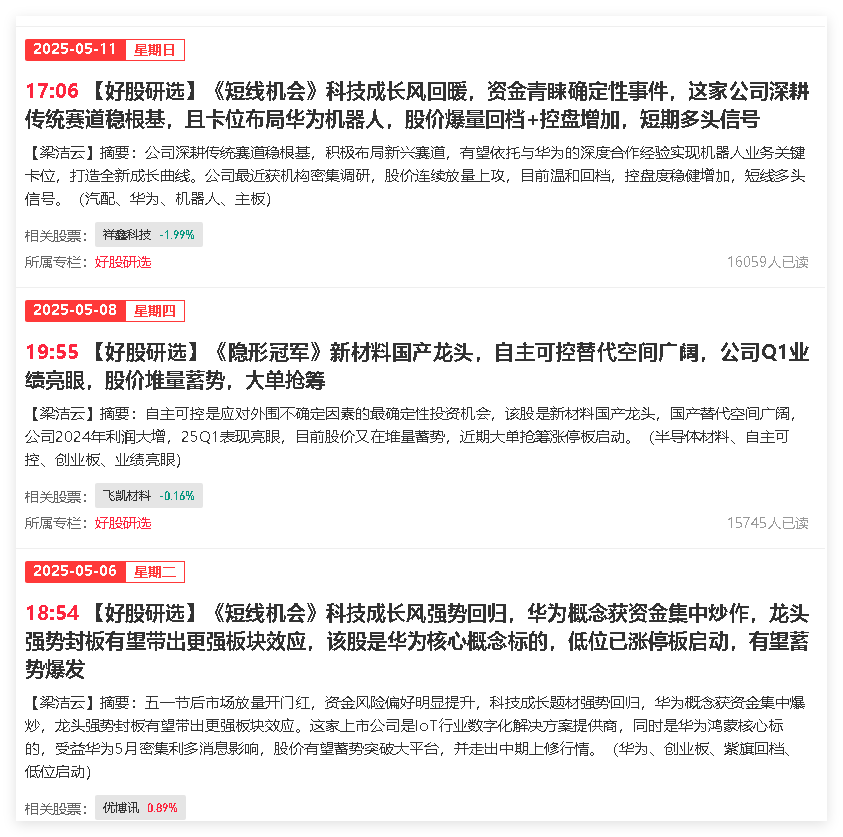 2025-05-11 星期日
17:06 【好股研选】《短线机会》科技成长风回暖，资金青睐确定性事件，这家公司深耕
传统赛道稳根基，且卡位布局华为机器人，股价爆量回档+控盘增加，短期多头信号
【梁洁云】摘要：公司深耕传统赛道稳根基，积极布局新兴赛道，有望依托与华为的深度合作经验实现机器人业务关键
卡位，打造全新成长曲线。公司最近获机构密集调研，股价连续放量上攻，目前温和回档，控盘度稳健增加，短线多头
信号。（汽配、华为、机器人、主板）
相关股票： 祥鑫科技 -1.99%
所属专栏：好股研选 16059人已读
2025-05-08 星期四
19:55 【好股研选】《隐形冠军》新材料国产龙头，自主可控替代空间广阔，公司Q1业
绩亮眼，股价堆量蓄势，大单抢筹
【梁洁云】摘要：自主可控是应对外围不确定因素的最确定性投资机会，该股是新材料国产龙头，国产替代空间广阔，
公司2024年利润大增，25Q1表现亮眼，目前股价又在堆量蓄势，近期大单抢筹涨停板启动。（半导体材料、自主可
控、创业板、业绩亮眼）
相关股票： 飞凯材料 -0.16%
所属专栏：好股研选 15745人已读
2025-05-06 星期二
18:54 【好股研选】《短线机会》科技成长风强势回归，华为概念获资金集中炒作，龙头
强势封板有望带出更强板块效应，该股是华为核心概念标的，低位已涨停板启动，有望蓄
势爆发
【梁洁云】摘要：五一节后市场放量开门红，资金风险偏好明显提升，科技成长题材强势回归，华为概念获资金集中爆
炒，龙头强势封板有望带出更强板块效应。这家上市公司是IoT行业数字化解决方案提供商，同时是华为鸿蒙核心标
的，受益华为5月密集利多消息影响，股价有望蓄势突破大平台，并走出中期上修行情。（华为、创业板、紫旗回档、
低位启动）
相关股票： 优博讯 0.89%